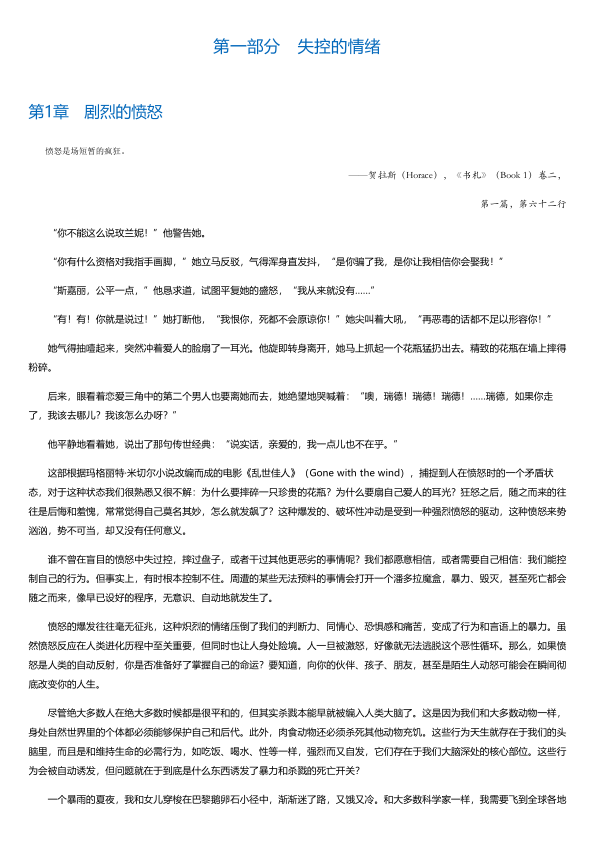 第一部分　失控的情绪
第1章　剧烈的愤怒
愤怒是场短暂的疯狂。
——贺拉斯（Horace），《书札》（Book 1）卷二，
第一篇，第六十二行
“你不能这么说玫兰妮！”他警告她。
“你有什么资格对我指手画脚，”她立马反驳，气得浑身直发抖，“是你骗了我，是你让我相信你会娶我！”
“斯嘉丽，公平一点，”他恳求道，试图平复她的盛怒，“我从来就没有……”
“有！有！你就是说过！”她打断他，“我恨你，死都不会原谅你！”她尖叫着大吼，“再恶毒的话都不足以形容你！”
她气得抽噎起来，突然冲着爱人的脸扇了一耳光。他旋即转身离开，她马上抓起一个花瓶猛扔出去。精致的花瓶在墙上摔得
粉碎。
后来，眼看着恋爱三角中的第二个男人也要离她而去，她绝望地哭喊着：“噢，瑞德！瑞德！瑞德！……瑞德，如果你走
了，我该去哪儿？我该怎么办呀？”
他平静地看着她，说出了那句传世经典：“说实话，亲爱的，我一点儿也不在乎。”
这部根据玛格丽特·米切尔小说改编而成的电影《乱世佳人》（Gone with the wind），捕捉到人在愤怒时的一个矛盾状
态，对于这种状态我们很熟悉又很不解：为什么要摔碎一只珍贵的花瓶？为什么要扇自己爱人的耳光？狂怒之后，随之而来的往
往是后悔和羞愧，常常觉得自己莫名其妙，怎么就发飙了？这种爆发的、破坏性冲动是受到一种强烈愤怒的驱动，这种愤怒来势
汹汹，势不可当，却又没有任何意义。
谁不曾在盲目的愤怒中失过控，摔过盘子，或者干过其他更恶劣的事情呢？我们都愿意相信，或者需要自己相信：我们能控
制自己的行为。但事实上，有时根本控制不住。周遭的某些无法预料的事情会打开一个潘多拉魔盒，暴力、毁灭，甚至死亡都会
随之而来，像早已设好的程序，无意识、自动地就发生了。
愤怒的爆发往往毫无征兆，这种炽烈的情绪压倒了我们的判断力、同情心、恐惧感和痛苦，变成了行为和言语上的暴力。虽
然愤怒反应在人类进化历程中至关重要，但同时也让人身处险境。人一旦被激怒，好像就无法逃脱这个恶性循环。那么，如果愤
怒是人类的自动反射，你是否准备好了掌握自己的命运？要知道，向你的伙伴、孩子、朋友，甚至是陌生人动怒可能会在瞬间彻
底改变你的人生。
尽管绝大多数人在绝大多数时候都是很平和的，但其实杀戮本能早就被编入人类大脑了。这是因为我们和大多数动物一样，
身处自然世界里的个体都必须能够保护自己和后代。此外，肉食动物还必须杀死其他动物充饥。这些行为天生就存在于我们的头
脑里，而且是和维持生命的必需行为，如吃饭、喝水、性等一样，强烈而又自发，它们存在于我们大脑深处的核心部位。这些行
为会被自动诱发，但问题就在于到底是什么东西诱发了暴力和杀戮的死亡开关？
一个暴雨的夏夜，我和女儿穿梭在巴黎鹅卵石小径中，渐渐迷了路，又饿又冷。和大多数科学家一样，我需要飞到全球各地